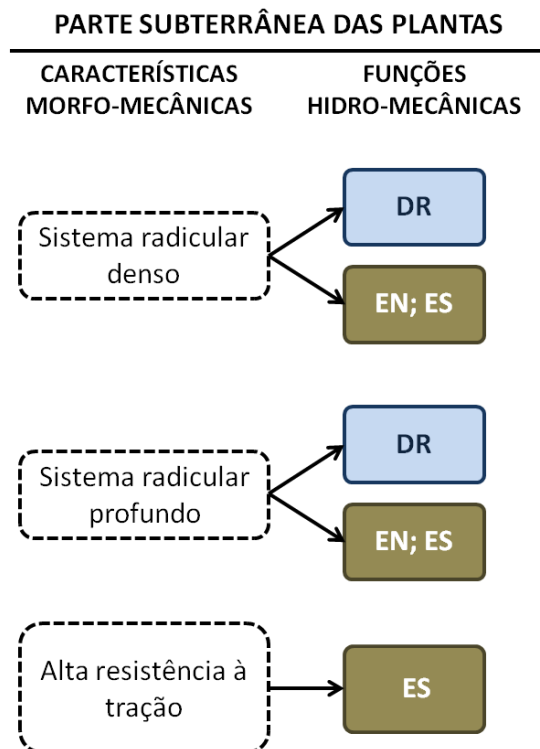 PARTE SUBTERRÂNEA DAS PLANTAS
CARACTERÍSTICAS
MORFO-MECÂNICAS
FUNÇÕES
HIDRO-MECÂNICAS
Sistema radicular
denso
DR
EN; ES
Sistema radicular
profundo
DR
EN; ES
Alta resistência à
tração
ES